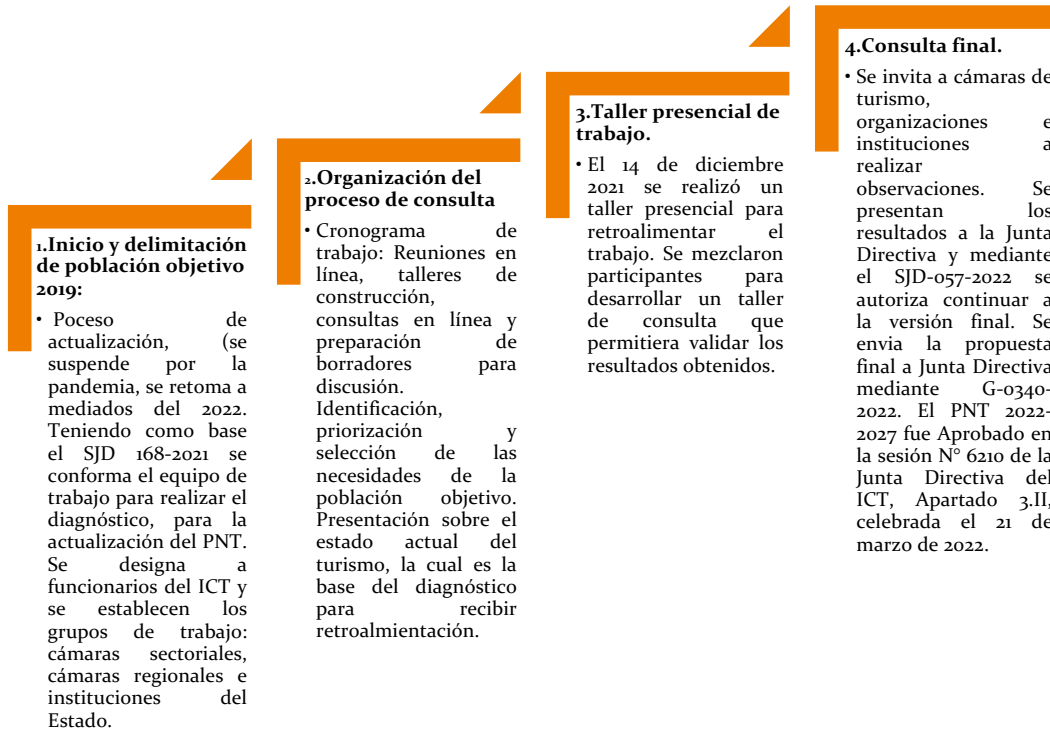 1.Inicio y delimitación
de población objetivo
2019:
• Poceso de
actualización, (se
suspende por la
pandemia, se retoma a
mediados del 2022.
Teniendo como base
el SJD 168-2021 se
conforma el equipo de
trabajo para realizar el
diagnóstico, para la
actualización del PNT.
Se designa a
funcionarios del ICT y
se establecen los
grupos de trabajo:
cámaras sectoriales,
cámaras regionales e
instituciones del
Estado.
2.Organización del
proceso de consulta
• Cronograma de
trabajo: Reuniones en
línea, talleres de
construcción,
consultas en línea y
preparación de
borradores para
discusión.
Identificación,
priorización y
selección de las
necesidades de la
población objetivo.
Presentación sobre el
estado actual del
turismo, la cual es la
base del diagnóstico
para recibir
retroalmientación.
3.Taller presencial de
trabajo.
• El 14 de diciembre
2021 se realizó un
taller presencial para
retroalimentar el
trabajo. Se mezclaron
participantes para
desarrollar un taller
de consulta que
permitiera validar los
resultados obtenidos.
4.Consulta final.
• Se invita a cámaras de
turismo,
organizaciones e
instituciones a
realizar
observaciones. Se
presentan los
resultados a la Junta
Directiva y mediante
el SJD-057-2022 se
autoriza continuar a
la versión final. Se
envia la propuesta
final a Junta Directiva
mediante G-0340-
2022. El PNT 2022-
2027 fue Aprobado en
la sesión N° 6210 de la
Junta Directiva del
ICT, Apartado 3.II,
celebrada el 21 de
marzo de 2022.